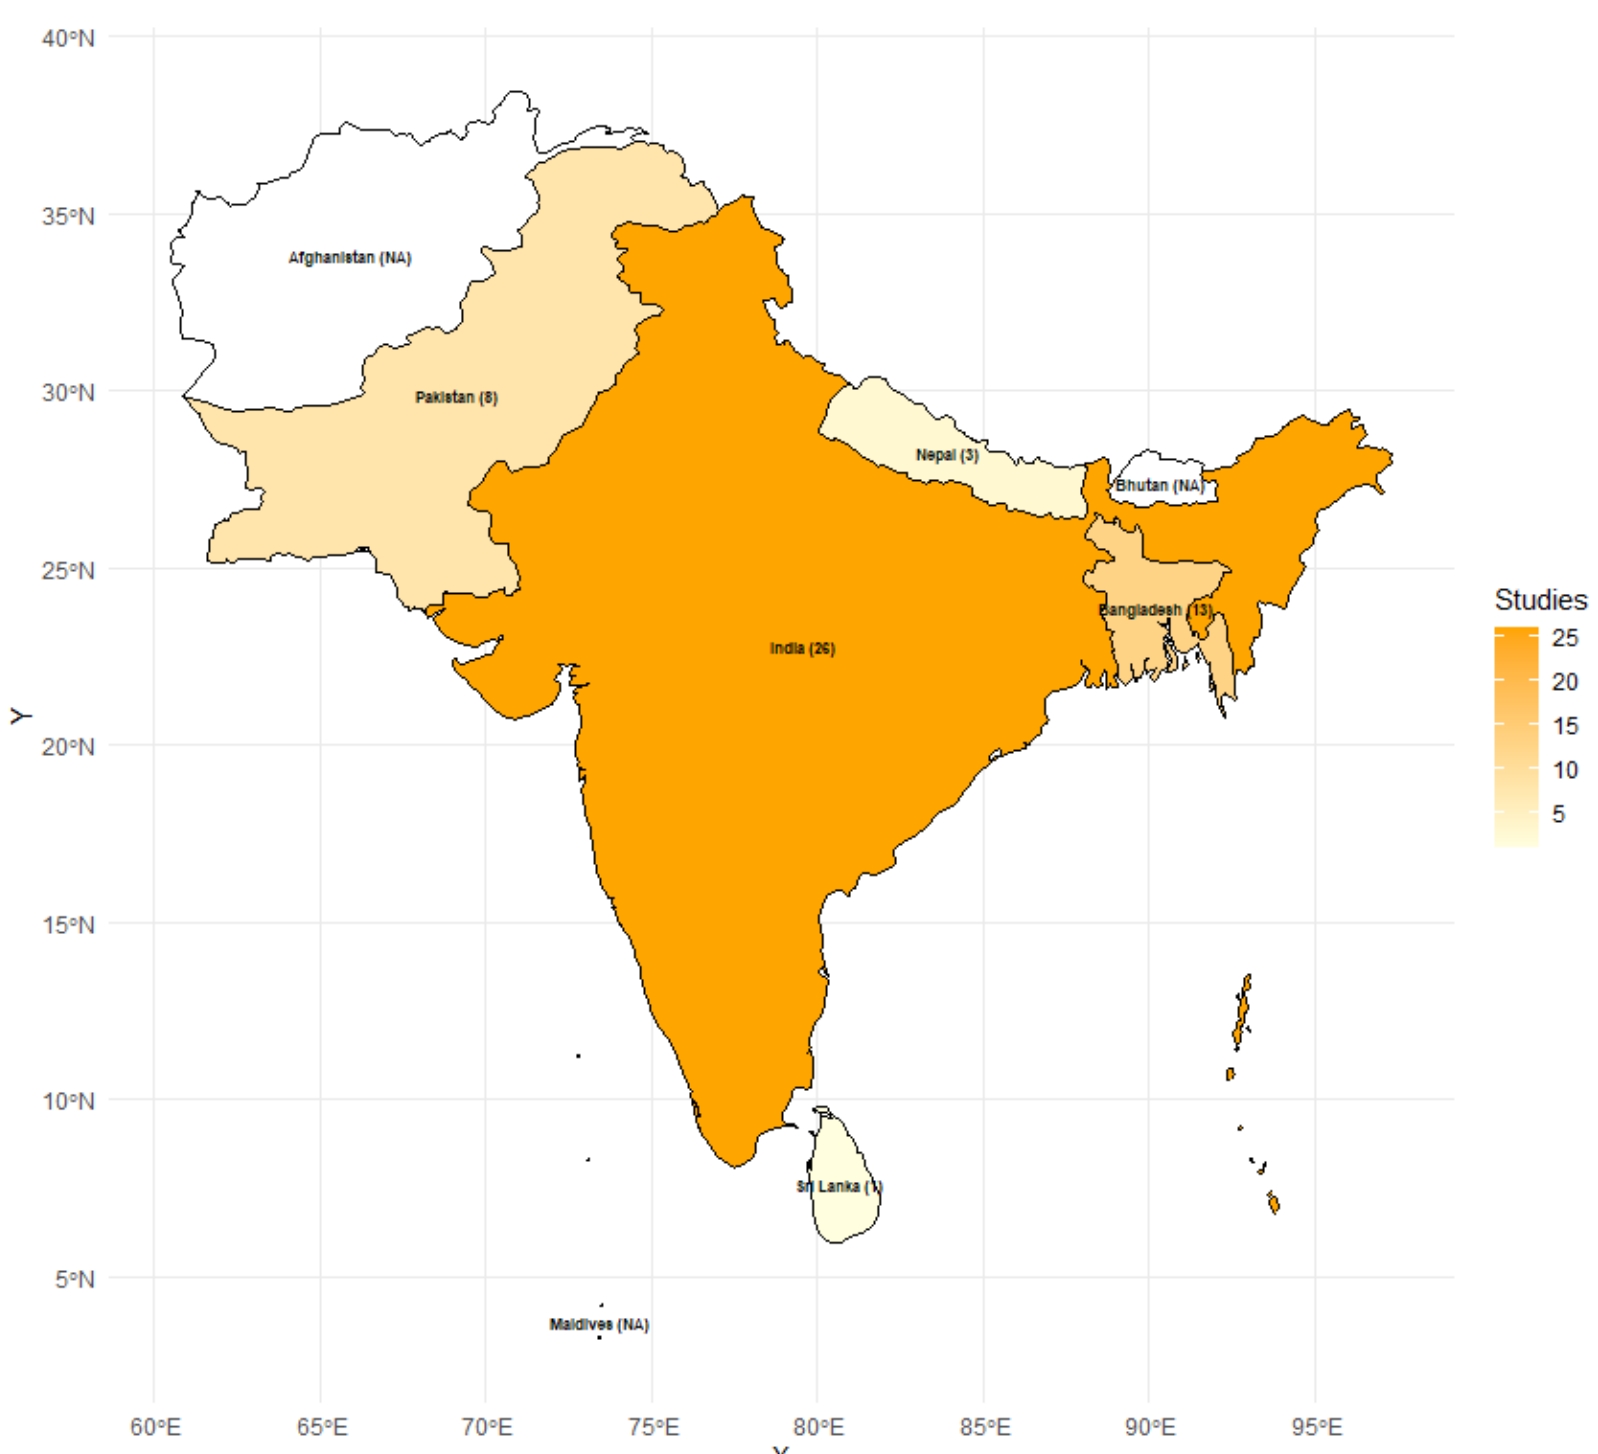 40°N
35°N
30°N
25°N
20°N
15°N
10°N
5°N
Y
Afghanistan (NA)
Pakistan (8)
Nepal (3)
Bhutan (NA)
Bangladesh (13)
India (26)
Sri Lanka (1)
Maldives (NA)
Studies
25
20
15
10
5
60°E
65°E
70°E
75°E
80°E
85°E
90°E
95°E